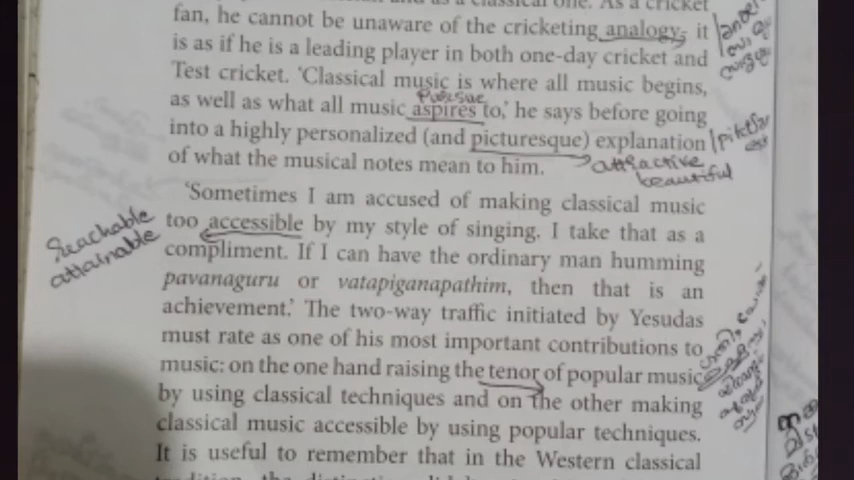 fan, he cannot be unaware of the cricketing analogy; it
is as if he is a leading player in both one-day cricket and
Test cricket. 'Classical music is where all music begins,
Pursue
as well as what all music aspires to,' he says before going
into a highly personalized (and picturesque) explanation
of what the musical notes mean to him.
attractive
beautiful
'Sometimes I am accused of making classical music
too accessible by my style of singing. I take that as a
Reachable
attainable
compliment. If I can have the ordinary man humming
pavanaguru or vatapiganapathim, then that is an
achievement.' The two-way traffic initiated by Yesudas
must rate as one of his most important contributions to
music: on the one hand raising the tenor of popular music
by using classical techniques and on the other making
classical music accessible by using popular techniques.
It is useful to remember that in the Western classical